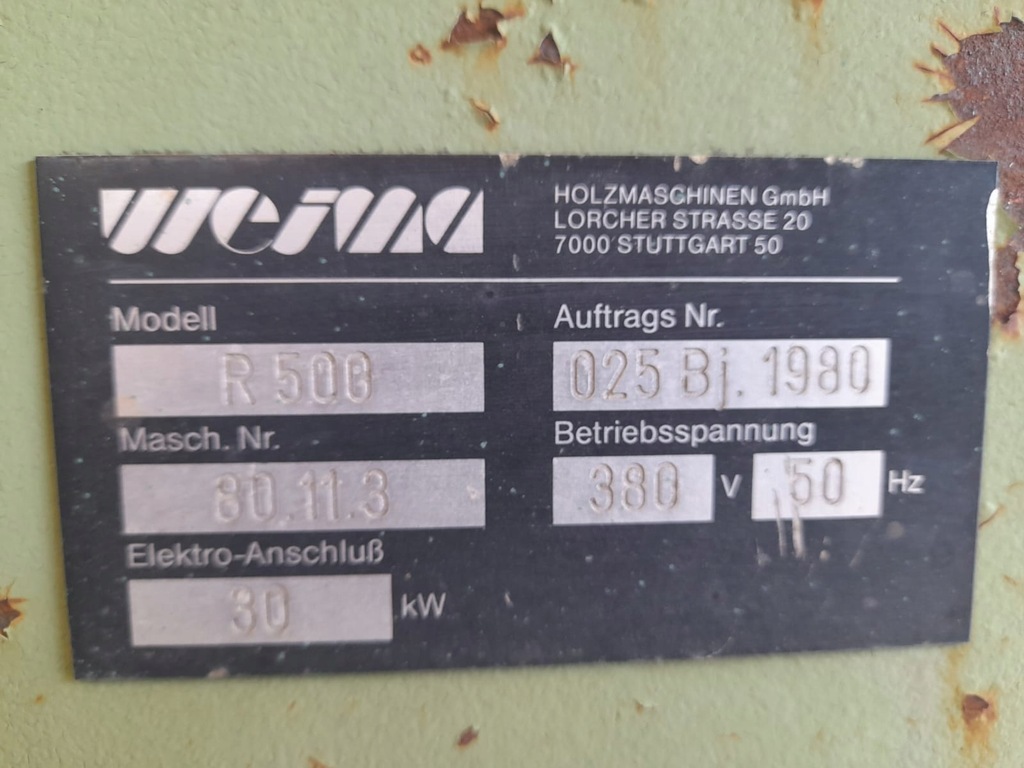 weima
HOLZMASCHINEN GmbH
LORCHER STRASSE 20
7000 STUTTGART 50
Modell
R 500
Auftrags Nr.
025 Bj. 1980
Masch. Nr.
80.11.3
Betriebsspannung
380 V 50 Hz
Elektro-Anschluß
30 kW